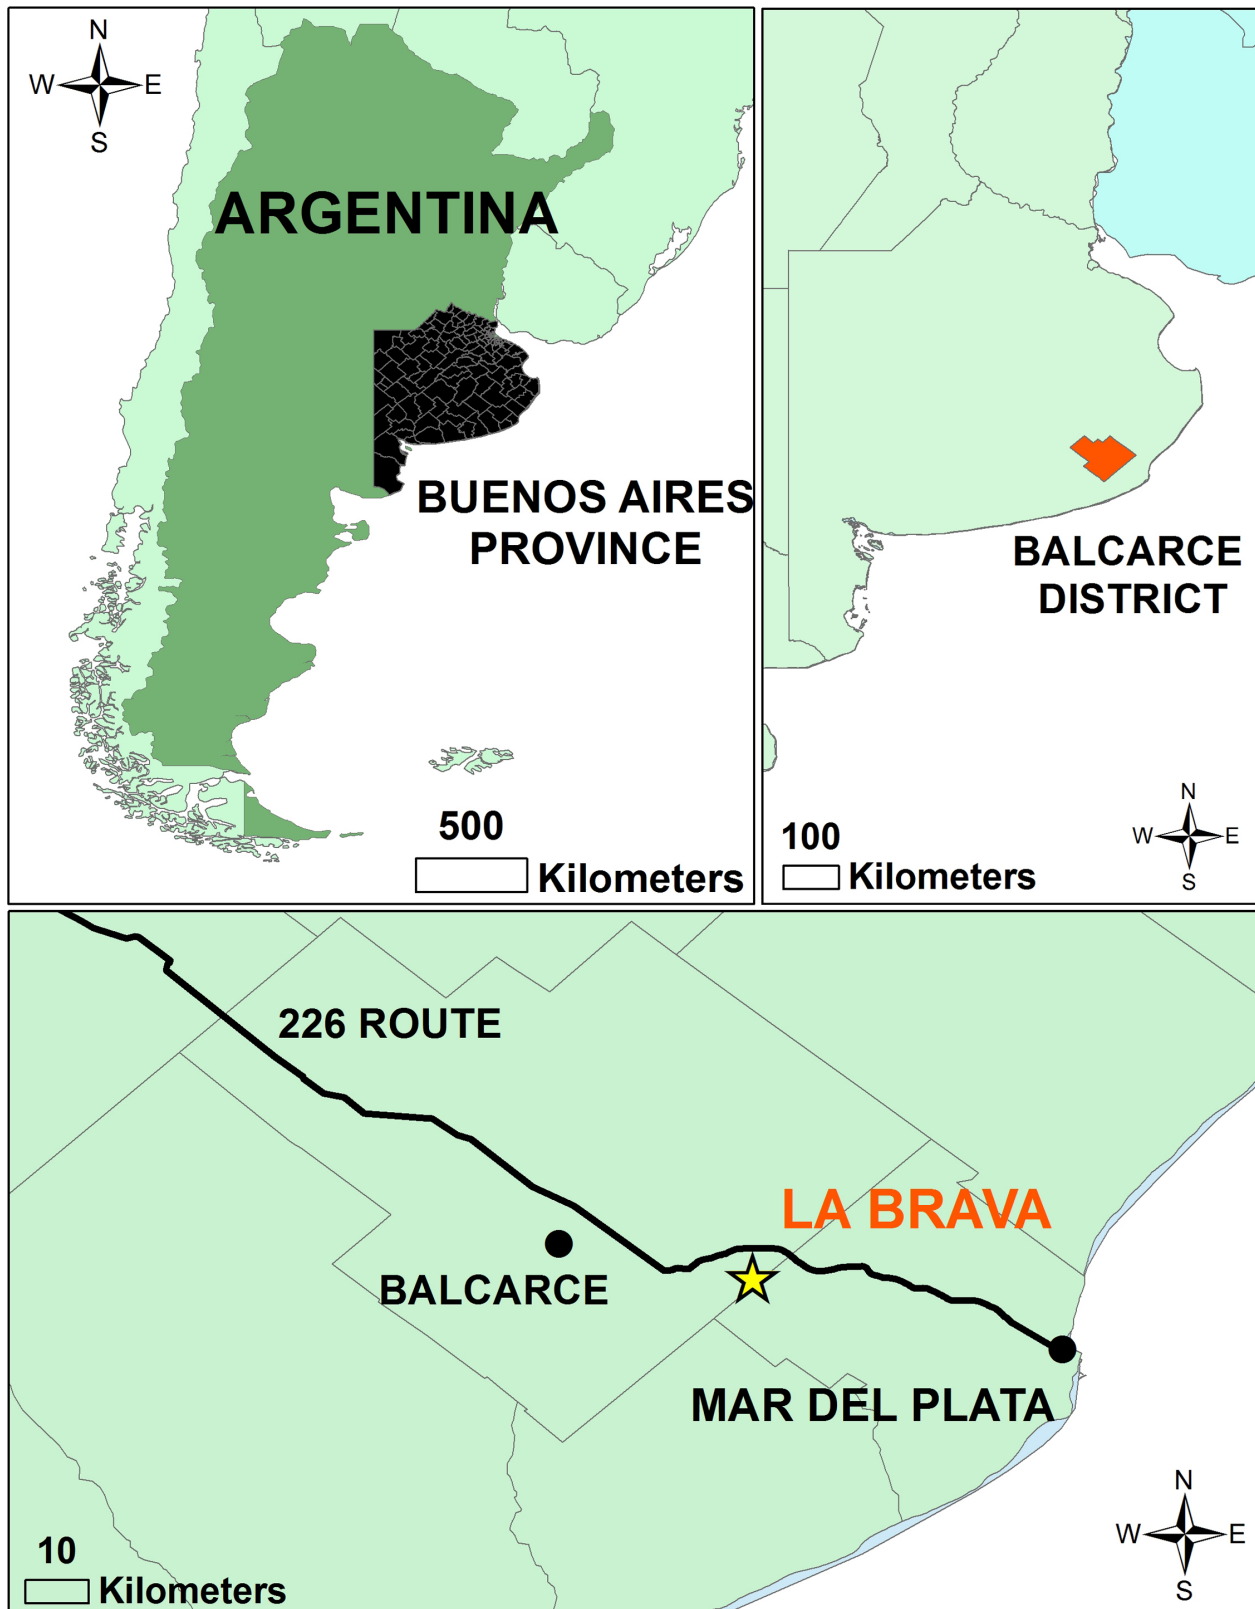 N
W E
S
ARGENTINA
BUENOS AIRES
PROVINCE
500
Kilometers
BALCARCE
DISTRICT
N
W E
S
100
Kilometers
226 ROUTE
LA BRAVA
BALCARCE
MAR DEL PLATA
N
W E
S
10
Kilometers